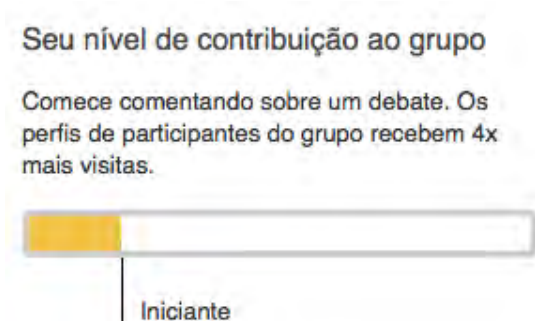 Seu nível de contribuição ao grupo
Comece comentando sobre um debate. Os
perfis de participantes do grupo recebem 4x
mais visitas.
Iniciante